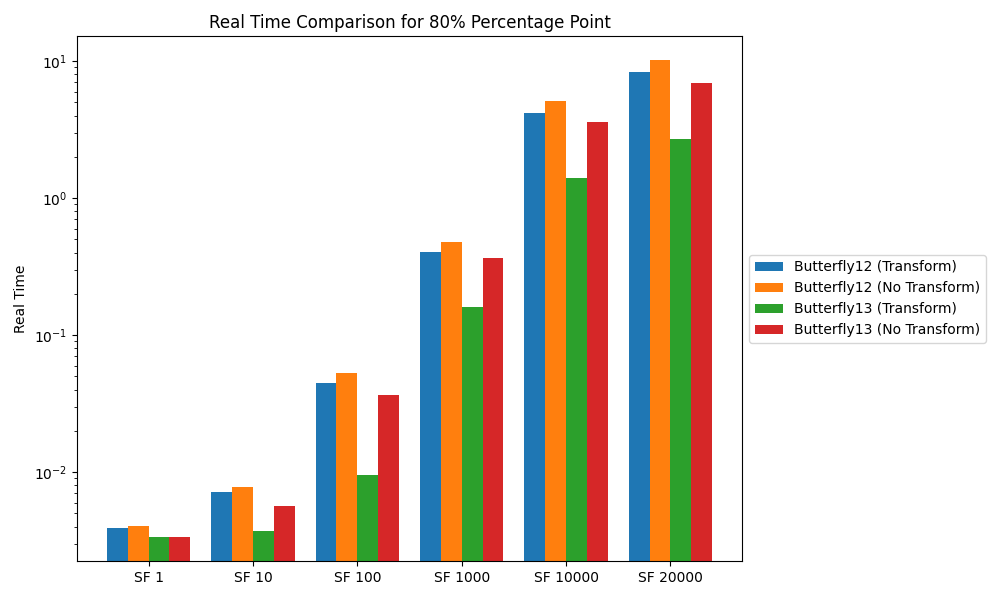 Real Time Comparison for 80% Percentage Point
Real Time
10¹
10⁰
10⁻¹
10⁻²
SF 1
SF 10
SF 100
SF 1000
SF 10000
SF 20000
Butterfly12 (Transform)
Butterfly12 (No Transform)
Butterfly13 (Transform)
Butterfly13 (No Transform)